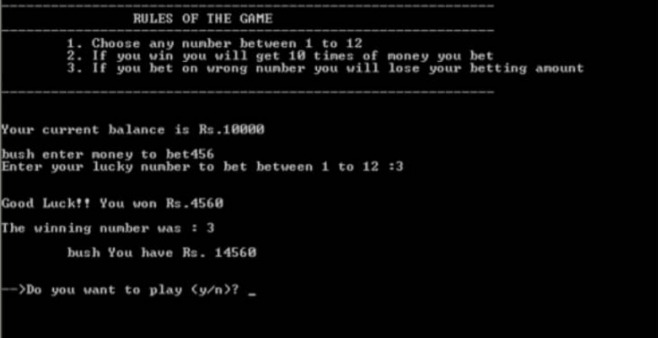 RULES OF THE GAME
1. Choose any number between 1 to 12
2. If you win you will get 10 times of money you bet
3. If you bet on wrong number you will lose your betting amount
Your current balance is Rs.10000
bush enter money to bet456
Enter your lucky number to bet between 1 to 12 :3
Good Luck!! You won Rs.4560
The winning number was : 3
bush You have Rs. 14560
-->Do you want to play (y/n)? _